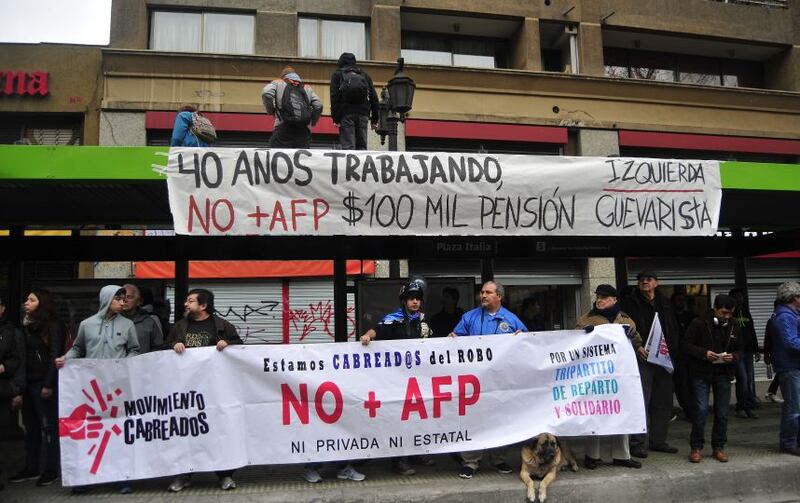 40 AÑOS TRABAJANDO,
NO + AFP $100 MIL PENSIÓN
IZQUIERDA
GUEVARISTA
Plaza Italia
MOVIMIENTO
CABREADOS
Estamos CABREAD@S del ROBO
NO + AFP
NI PRIVADA NI ESTATAL
POR UN SISTEMA
TRIPARTITO
DE REPARTO
Y SOLIDARIO